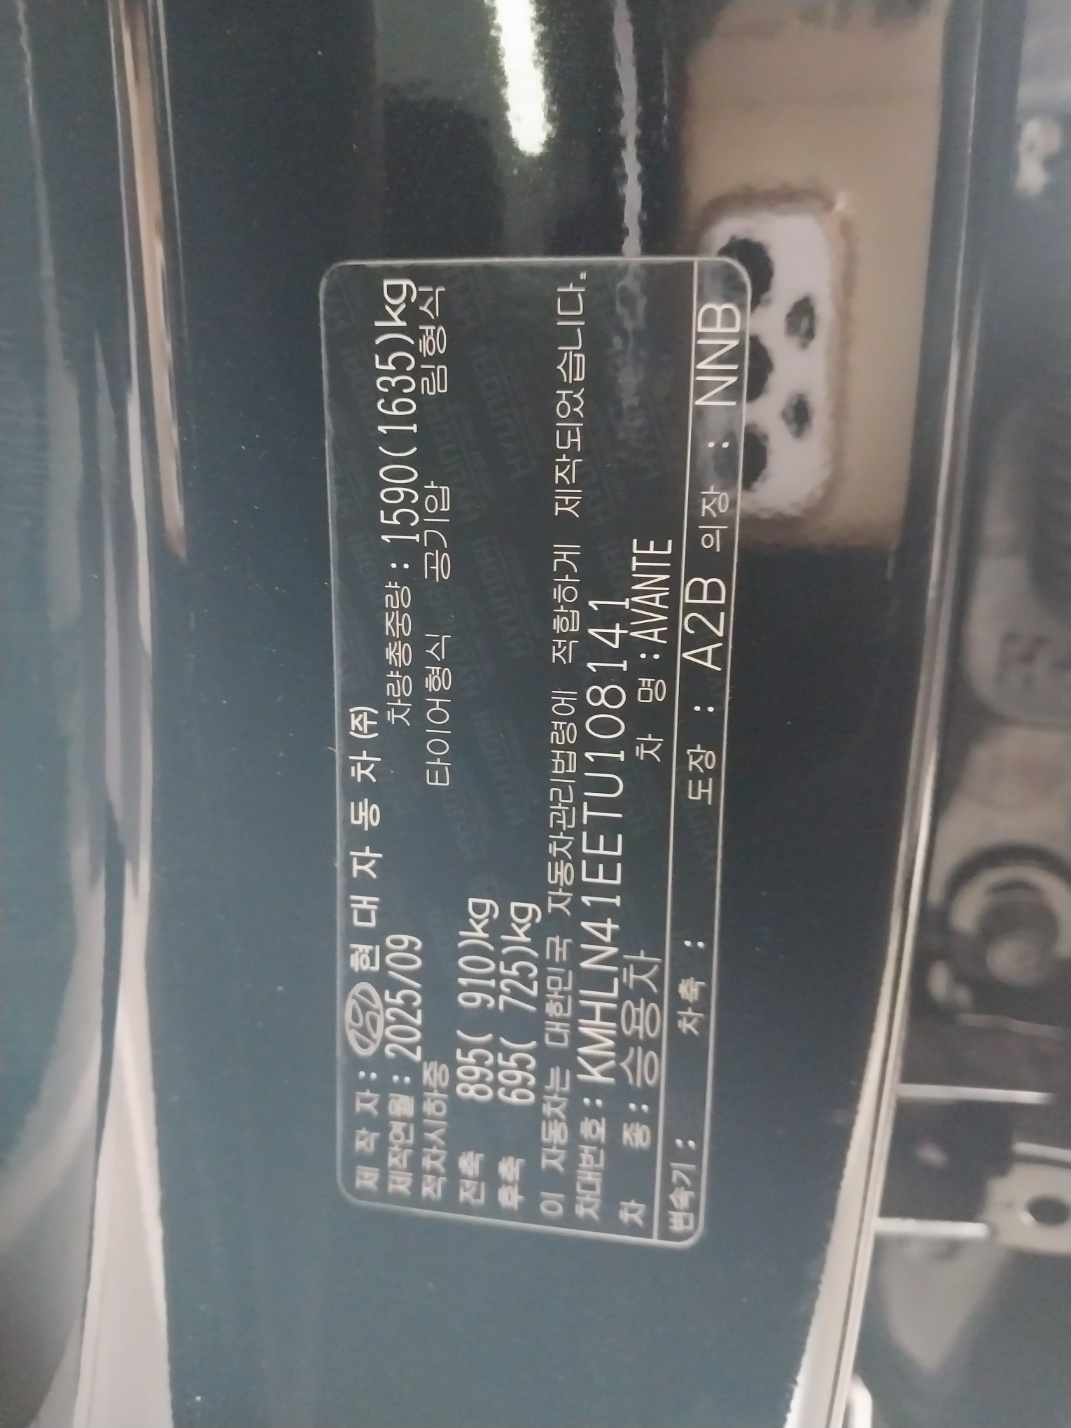 제 작 자 : 현 대 자 동 차 (주)
제작연월 : 2025/09 차량총중량 : 1590(1635)kg
적차시하중 타이어형식 공기압 림형식
전축 895( 910)kg
후축 695( 725)kg
이 자동차는 대한민국 자동차관리법령에 적합하게 제작되었습니다.
차대번호 : KMHLN41EETU108141
차 종 : 승용차 차 명 : AVANTE
변속기 : 차축 : 도장 : A2B 의장 : NNB